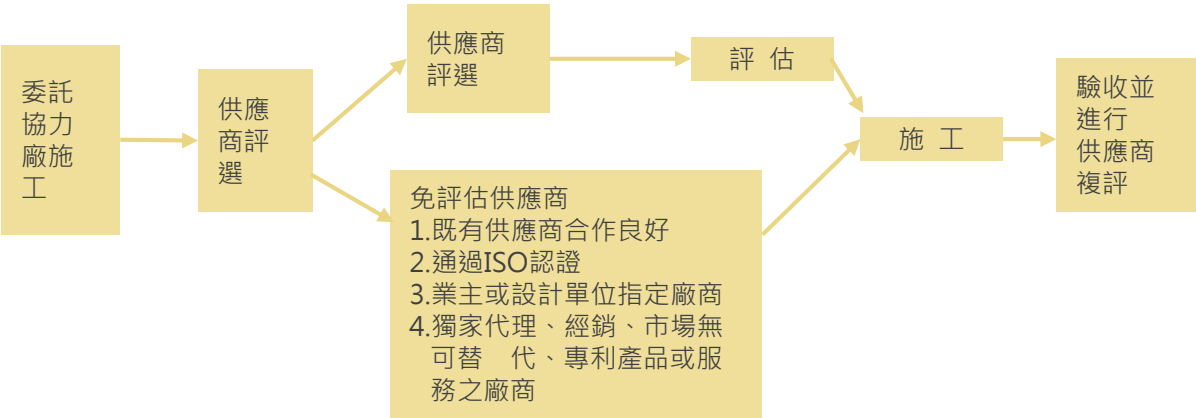 委託
協力
廠施
工
供應
商評
選
供應商
評選
評 估
免評估供應商
1.既有供應商合作良好
2.通過ISO認證
3.業主或設計單位指定廠商
4.獨家代理、經銷、市場無
可替 代、專利產品或服
務之廠商
施 工
驗收並
進行
供應商
複評